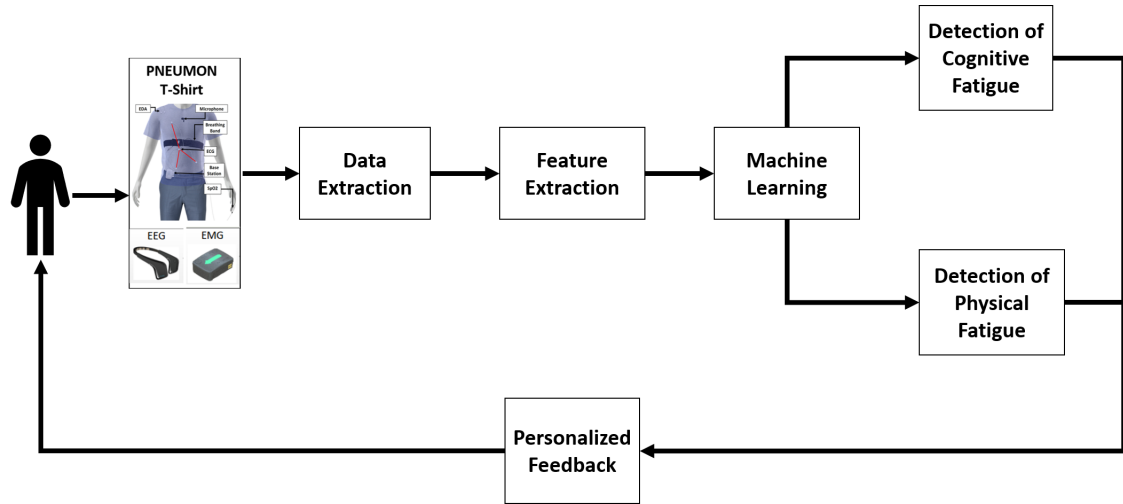 PNEUMON
T-Shirt
EDA
Microphone
Breathing
Band
ECG
Base
Station
SpO2
EEG
EMG
Data
Extraction
Feature
Extraction
Machine
Learning
Detection of
Cognitive
Fatigue
Detection of
Physical
Fatigue
Personalized
Feedback